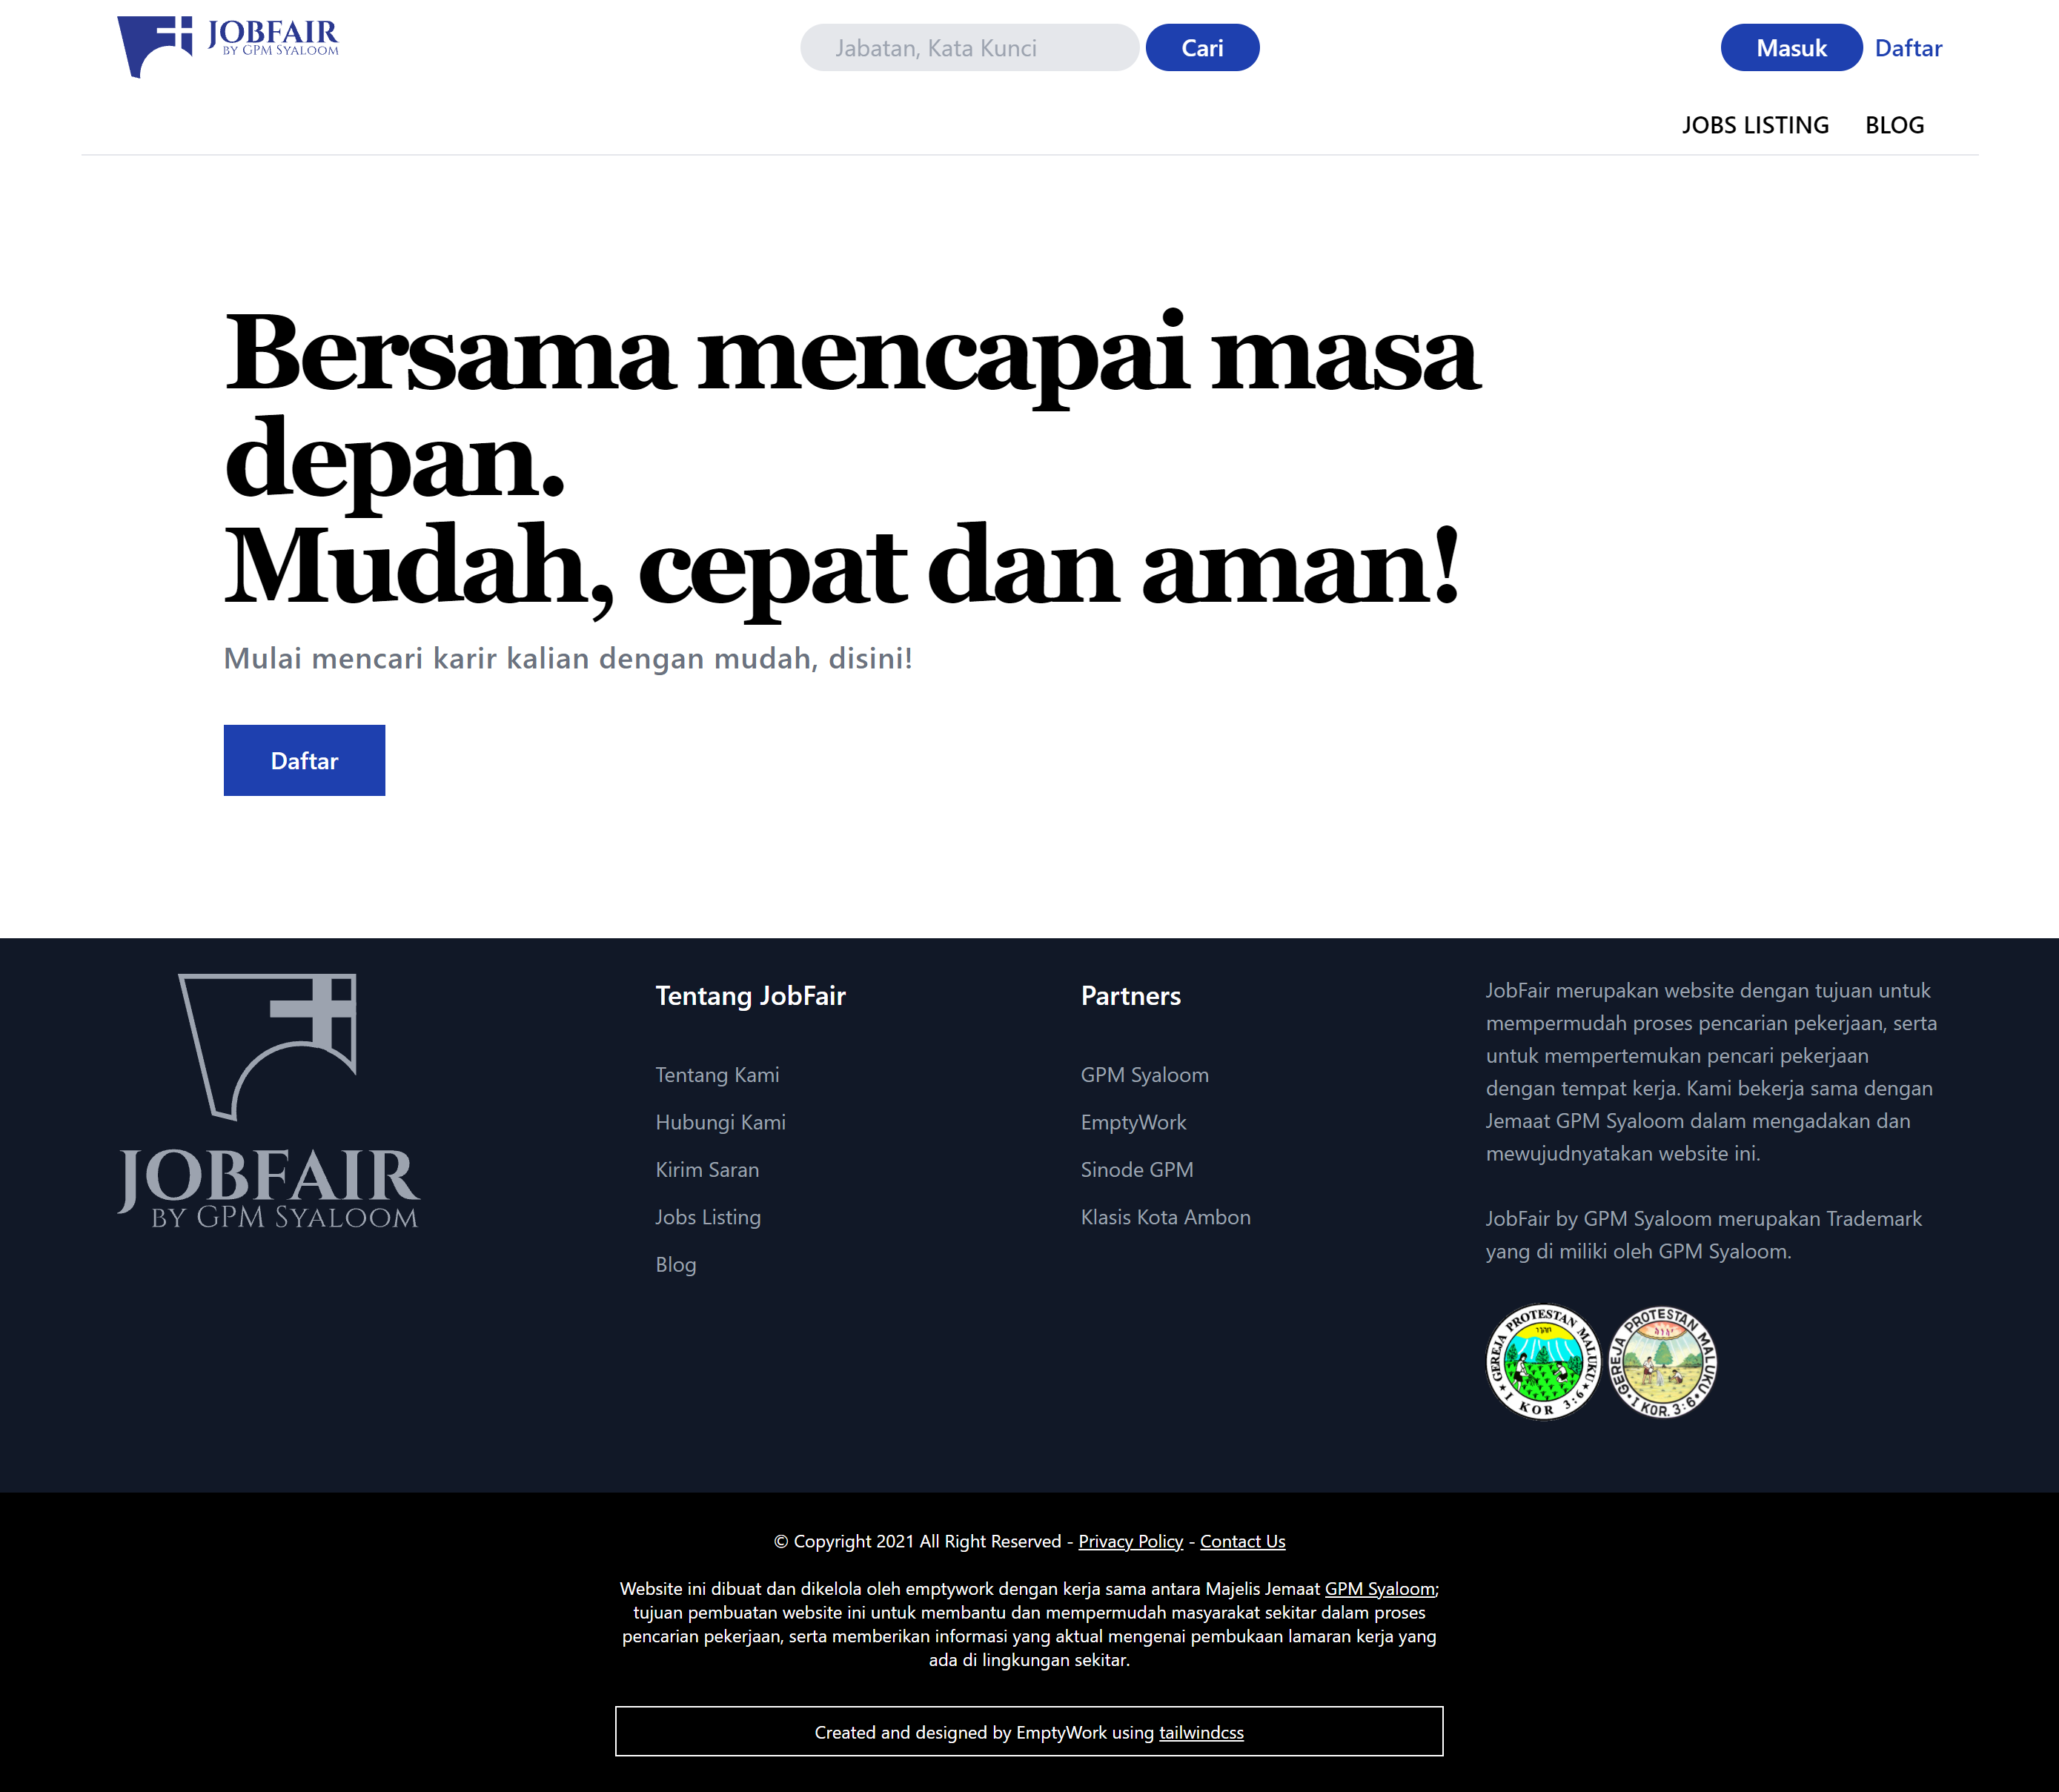 JOBFAIR
BY GPM SYALOOM
Jabatan, Kata Kunci
Cari
Masuk
Daftar
JOBS LISTING
BLOG
Bersama mencapai masa
depan.
Mudah, cepat dan aman!
Mulai mencari karir kalian dengan mudah, disini!
Daftar
JOBFAIR
BY GPM SYALOOM
Tentang JobFair
Tentang Kami
Hubungi Kami
Kirim Saran
Jobs Listing
Blog
Partners
GPM Syaloom
EmptyWork
Sinode GPM
Klasis Kota Ambon
JobFair merupakan website dengan tujuan untuk
mempermudah proses pencarian pekerjaan, serta
untuk mempertemukan pencari pekerjaan
dengan tempat kerja. Kami bekerja sama dengan
Jemaat GPM Syaloom dalam mengadakan dan
mewujudnyatakan website ini.
JobFair by GPM Syaloom merupakan Trademark
yang di miliki oleh GPM Syaloom.
GEREJA PROTESTAN MALUKU
I KOR 3:6
GEREJA PROTESTAN MALUKU
I KOR. 3:6
© Copyright 2021 All Right Reserved - Privacy Policy - Contact Us
Website ini dibuat dan dikelola oleh emptywork dengan kerja sama antara Majelis Jemaat GPM Syaloom;
tujuan pembuatan website ini untuk membantu dan mempermudah masyarakat sekitar dalam proses
pencarian pekerjaan, serta memberikan informasi yang aktual mengenai pembukaan lamaran kerja yang
ada di lingkungan sekitar.
Created and designed by EmptyWork using tailwindcss